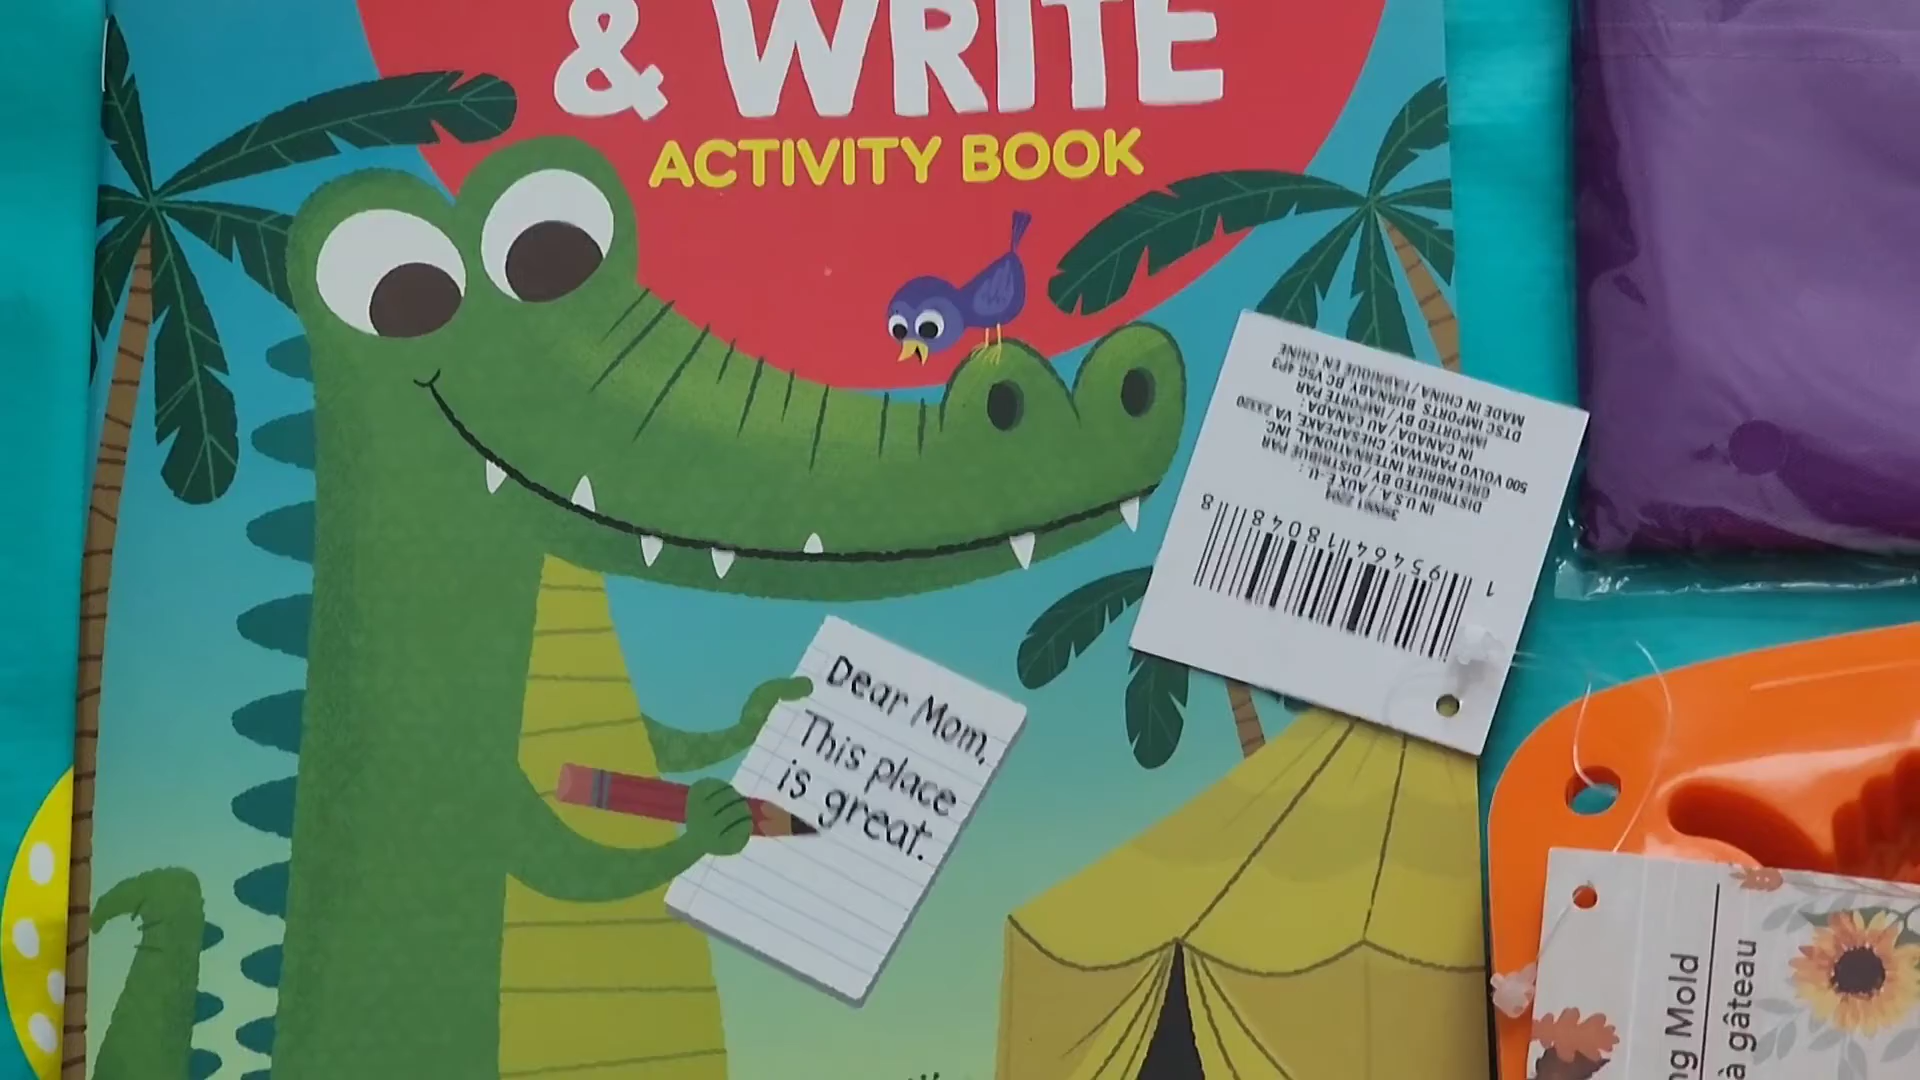 & WRITE
ACTIVITY BOOK
Dear Mom,
This place
is great.
1 95464 18048 8
IN U.S.A. / AUX É.-U. :
DISTRIBUTED BY / DISTRIBUÉ PAR
GREENBRIER INTERNATIONAL, INC.
500 VOLVO PARKWAY, CHESAPEAKE, VA 23320
IN CANADA / AU CANADA :
IMPORTED BY / IMPORTÉ PAR
DTSC IMPORTS BURNABY BC V5G 4P3
MADE IN CHINA / FABRIQUÉ EN CHINE
Mold
à gâteau